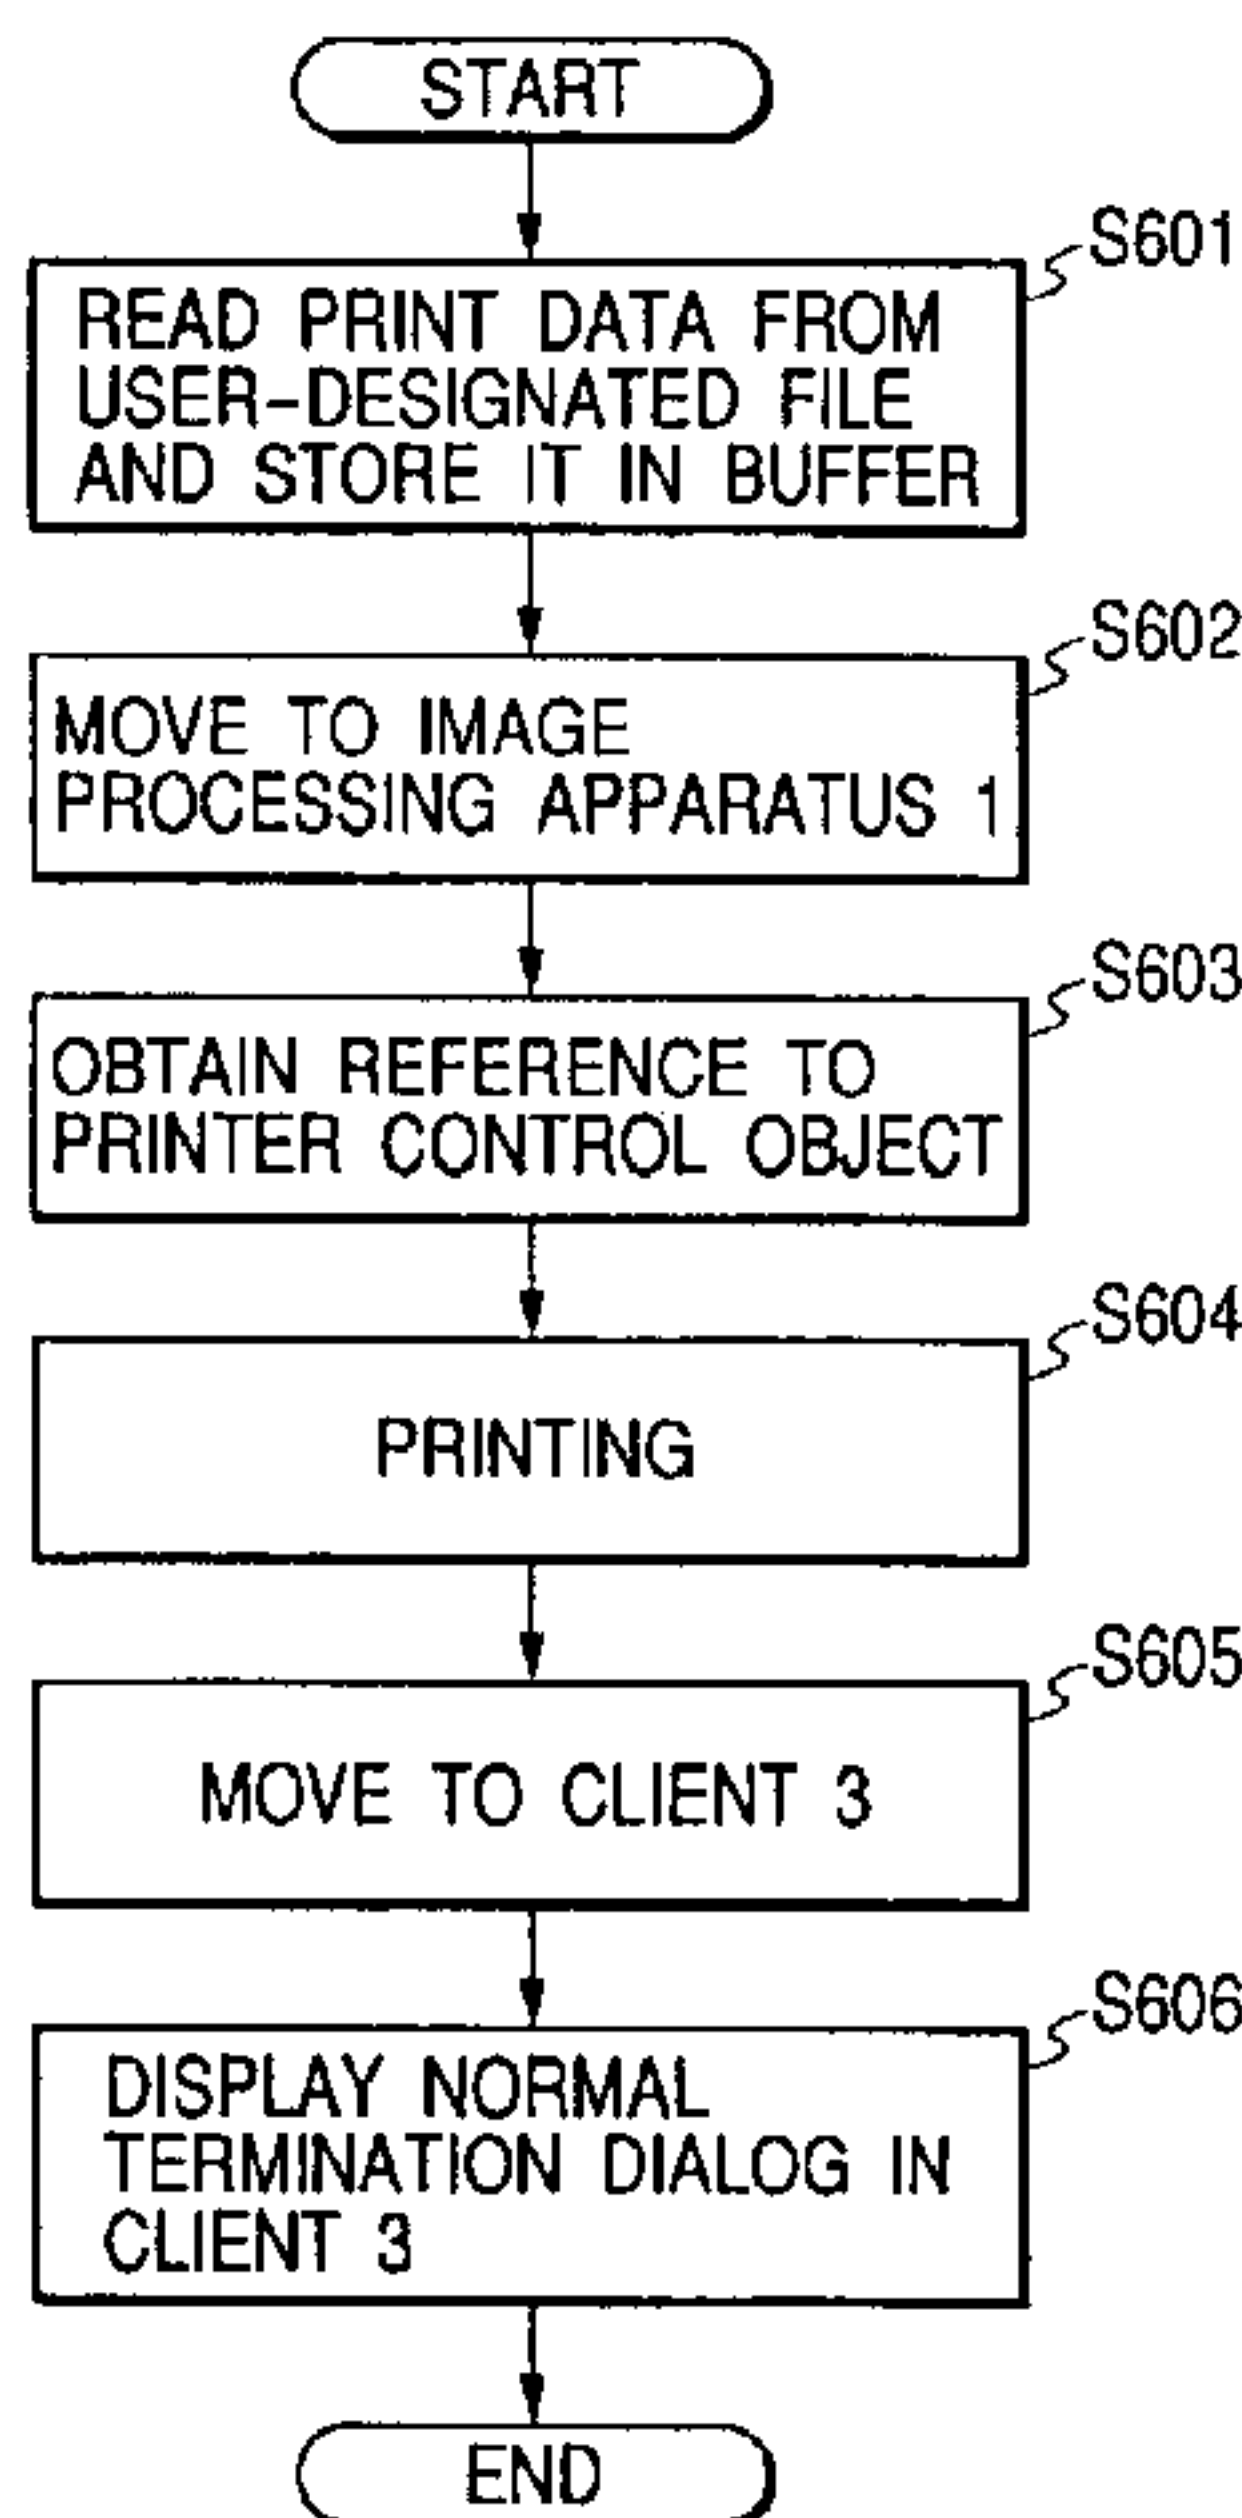 START
S601
READ PRINT DATA FROM
USER-DESIGNATED FILE
AND STORE IT IN BUFFER
S602
MOVE TO IMAGE
PROCESSING APPARATUS 1
S603
OBTAIN REFERENCE TO
PRINTER CONTROL OBJECT
S604
PRINTING
S605
MOVE TO CLIENT 3
S606
DISPLAY NORMAL
TERMINATION DIALOG IN
CLIENT 3
END